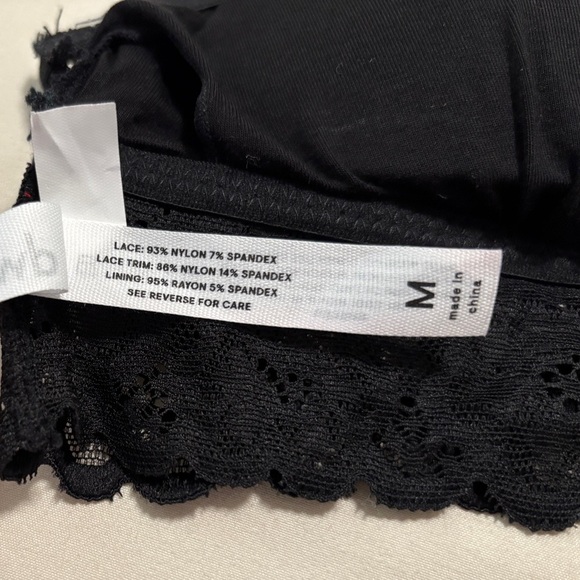 LACE: 93% NYLON 7% SPANDEX
LACE TRIM: 86% NYLON 14% SPANDEX
LINING: 95% RAYON 5% SPANDEX
SEE REVERSE FOR CARE
M
made in
china